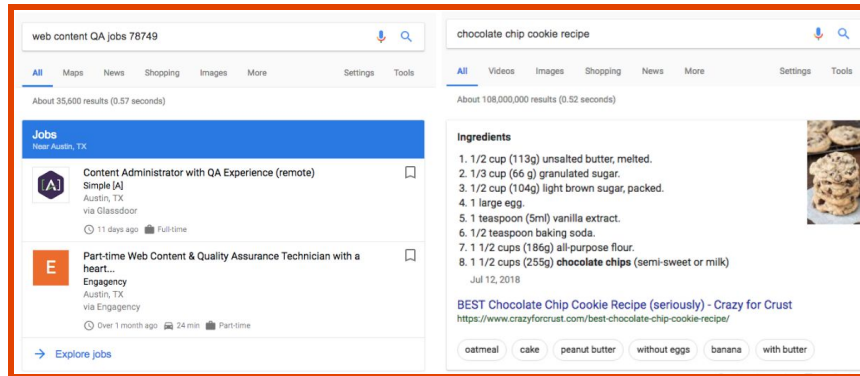 web content QA jobs 78749
All Maps News Shopping Images More Settings Tools
About 35,600 results (0.57 seconds)
Jobs
Near Austin, TX
[A]
Content Administrator with QA Experience (remote)
Simple [A]
Austin, TX
via Glassdoor
11 days ago Full-time
E
Part-time Web Content & Quality Assurance Technician with a
heart...
Engagency
Austin, TX
via Engagency
Over 1 month ago 24 min Part-time
Explore jobs
chocolate chip cookie recipe
All Videos Images Shopping News More Settings Tools
About 108,000,000 results (0.52 seconds)
Ingredients
1. 1/2 cup (113g) unsalted butter, melted.
2. 1/3 cup (66 g) granulated sugar.
3. 1/2 cup (104g) light brown sugar, packed.
4. 1 large egg.
5. 1 teaspoon (5ml) vanilla extract.
6. 1/2 teaspoon baking soda.
7. 1 1/2 cups (186g) all-purpose flour.
8. 1 1/2 cups (255g) chocolate chips (semi-sweet or milk)
Jul 12, 2018
BEST Chocolate Chip Cookie Recipe (seriously) - Crazy for Crust
https://www.crazyforcrust.com/best-chocolate-chip-cookie-recipe/
oatmeal cake peanut butter without eggs banana with butter